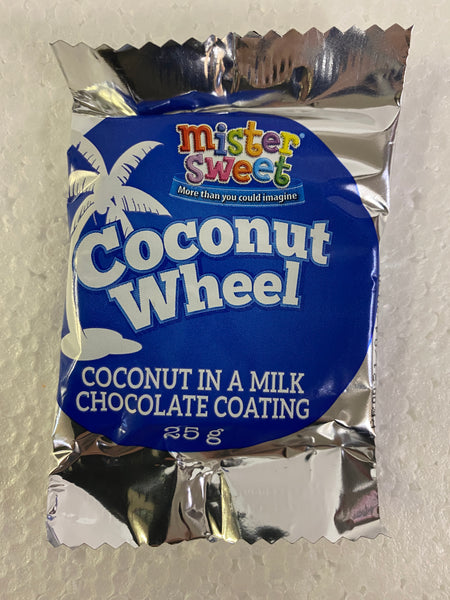 mister
sweet
More than you could imagine
Coconut
Wheel
COCONUT IN A MILK
CHOCOLATE COATING
25 g